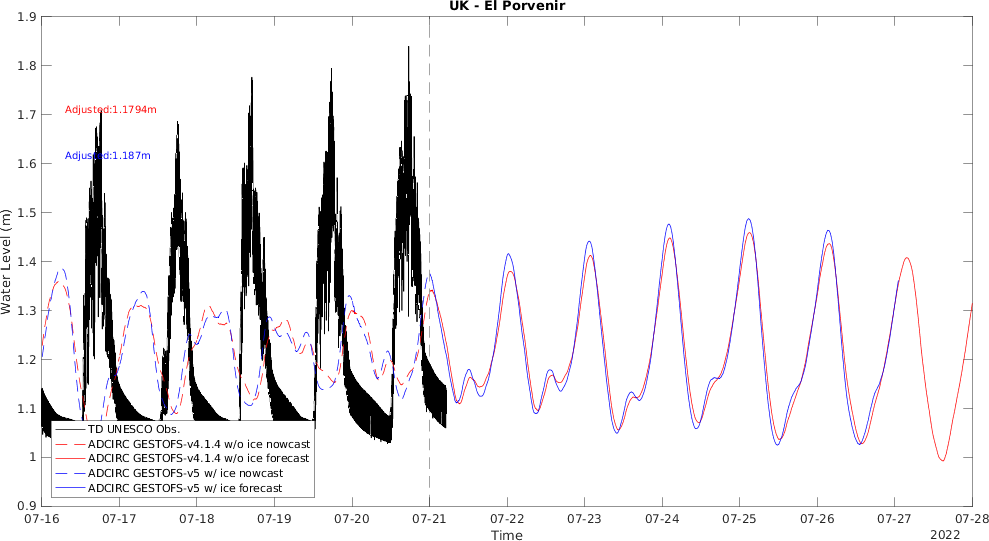 UK - El Porvenir
1.9
1.8
1.7
1.6
1.5
1.4
1.3
1.2
1.1
1
0.9
Water Level (m)
Adjusted:1.1794m
Adjusted:1.187m
TD UNESCO Obs.
ADCIRC GESTOFS-v4.1.4 w/o ice nowcast
ADCIRC GESTOFS-v4.1.4 w/o ice forecast
ADCIRC GESTOFS-v5 w/ ice nowcast
ADCIRC GESTOFS-v5 w/ ice forecast
07-16 07-17 07-18 07-19 07-20 07-21 07-22 07-23 07-24 07-25 07-26 07-27 07-28
Time
2022